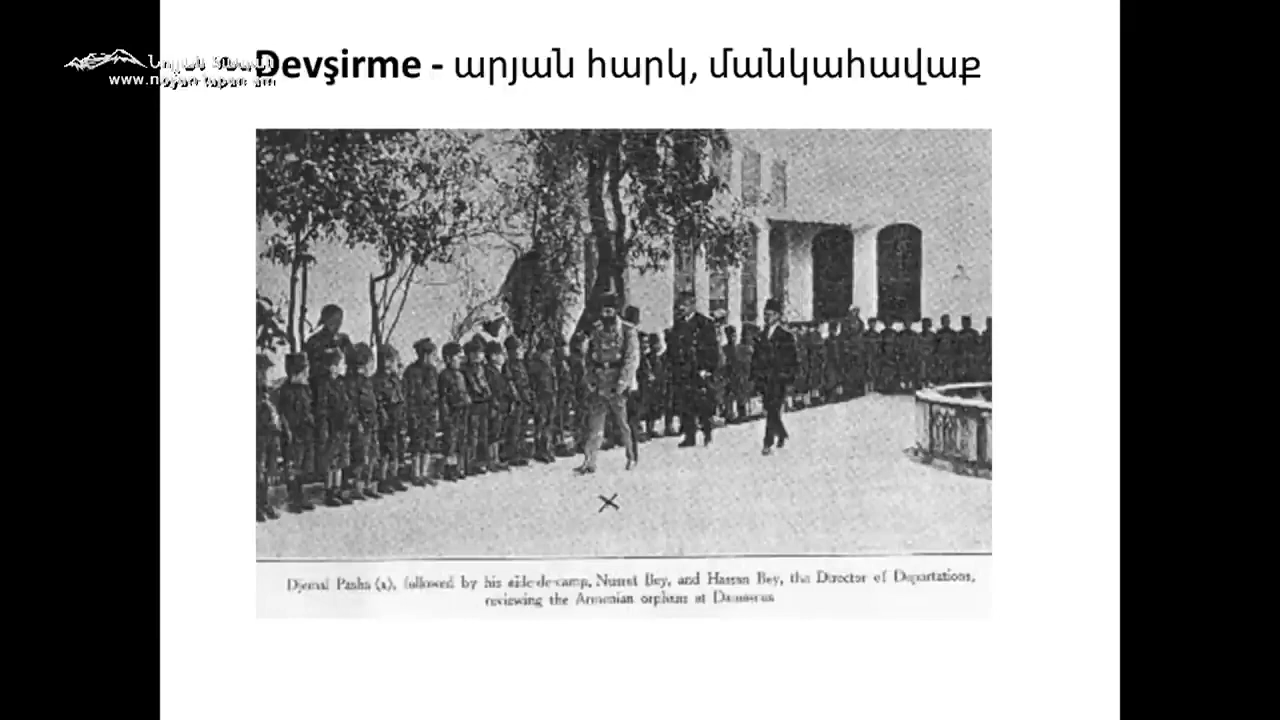 Devşirme - արյան հարկ, մանկահավաք
Djemal Pasha (x), followed by his aide-de-camp, Nusret Bey, and Hassan Bey, the Director of Deportations,
reviewing the Armenian orphans at Damascus